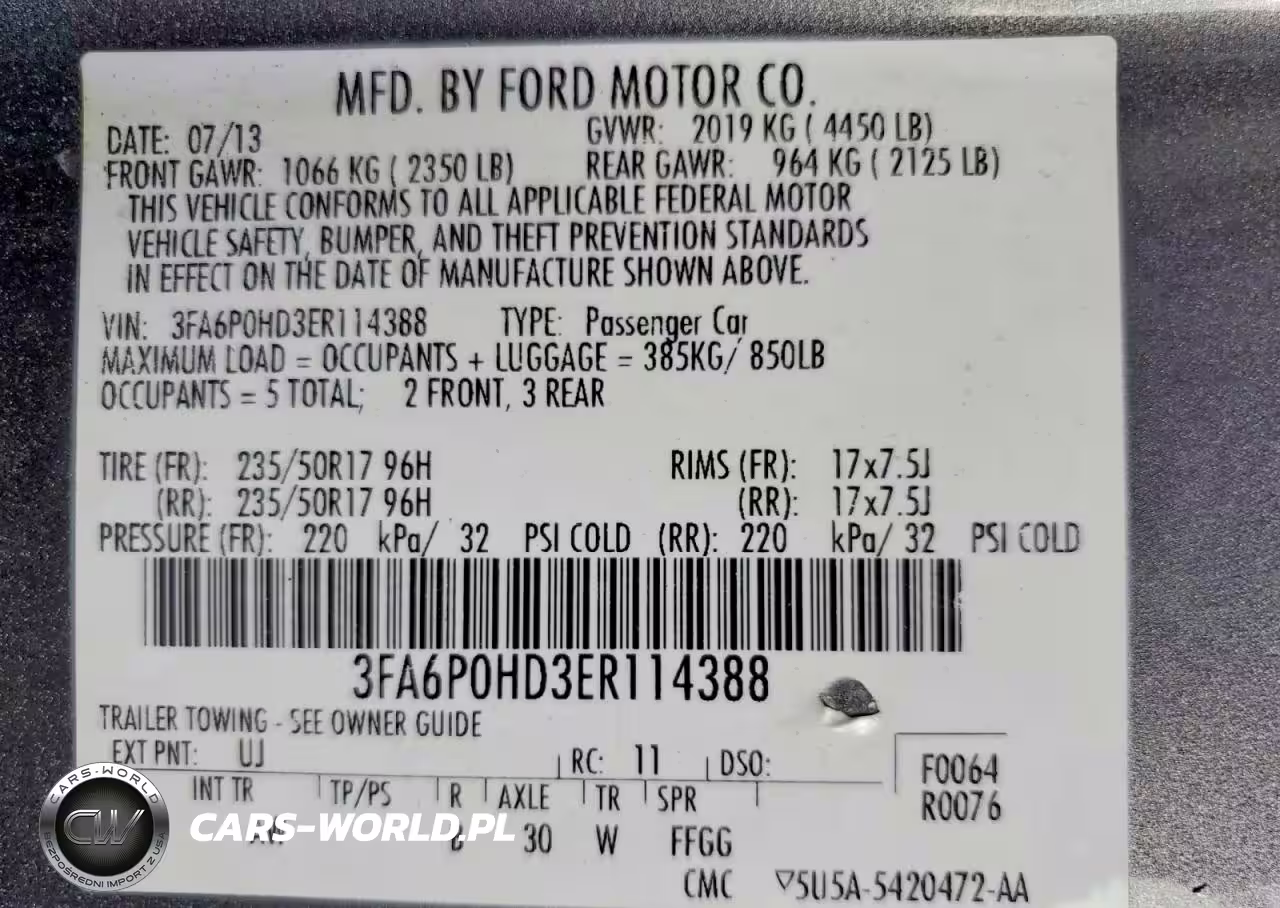 MFD. BY FORD MOTOR CO.
DATE: 07/13 GVWR: 2019 KG ( 4450 LB)
FRONT GAWR: 1066 KG ( 2350 LB) REAR GAWR: 964 KG ( 2125 LB)
THIS VEHICLE CONFORMS TO ALL APPLICABLE FEDERAL MOTOR
VEHICLE SAFETY, BUMPER, AND THEFT PREVENTION STANDARDS
IN EFFECT ON THE DATE OF MANUFACTURE SHOWN ABOVE.
VIN: 3FA6P0HD3ER114388 TYPE: Passenger Car
MAXIMUM LOAD = OCCUPANTS + LUGGAGE = 385KG/ 850LB
OCCUPANTS = 5 TOTAL; 2 FRONT, 3 REAR
TIRE (FR): 235/50R17 96H RIMS (FR): 17x7.5J
(RR): 235/50R17 96H (RR): 17x7.5J
PRESSURE (FR): 220 kPa/ 32 PSI COLD (RR): 220 kPa/ 32 PSI COLD
3FA6P0HD3ER114388
TRAILER TOWING - SEE OWNER GUIDE
EXT PNT: UJ RC: 11 DSO: F0064
INT TR TP/PS R AXLE TR SPR R0076
30 W FFGG
CMC ▽5U5A-5420472-AA
CARS-WORLD
CW
BEZPOŚREDNI IMPORT Z USA
CARS-WORLD.PL